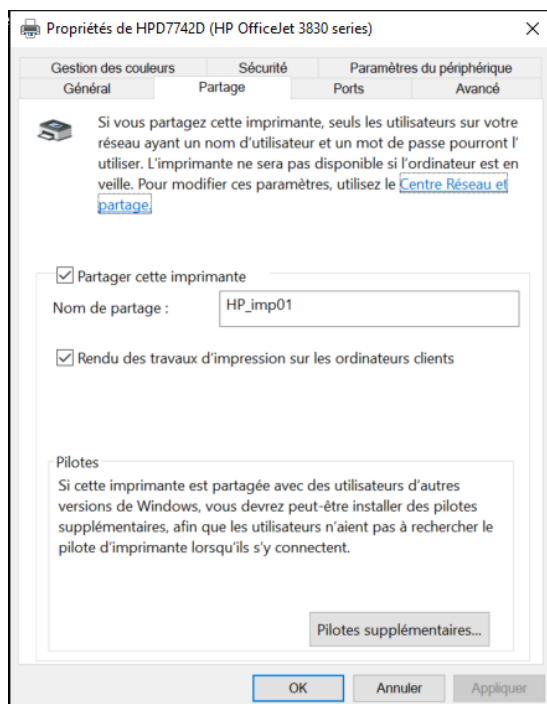 Propriétés de HPD7742D (HP OfficeJet 3830 series)
Gestion des couleurs Sécurité Paramètres du périphérique
Général Partage Ports Avancé
Si vous partagez cette imprimante, seuls les utilisateurs sur votre
réseau ayant un nom d'utilisateur et un mot de passe pourront l'
utiliser. L'imprimante ne sera pas disponible si l'ordinateur est en
veille. Pour modifier ces paramètres, utilisez le Centre Réseau et
partage.
Partager cette imprimante
Nom de partage : HP_imp01
Rendu des travaux d'impression sur les ordinateurs clients
Pilotes
Si cette imprimante est partagée avec des utilisateurs d'autres
versions de Windows, vous devrez peut-être installer des pilotes
supplémentaires, afin que les utilisateurs n'aient pas à rechercher le
pilote d'imprimante lorsqu'ils s'y connectent.
Pilotes supplémentaires...
OK Annuler Appliquer